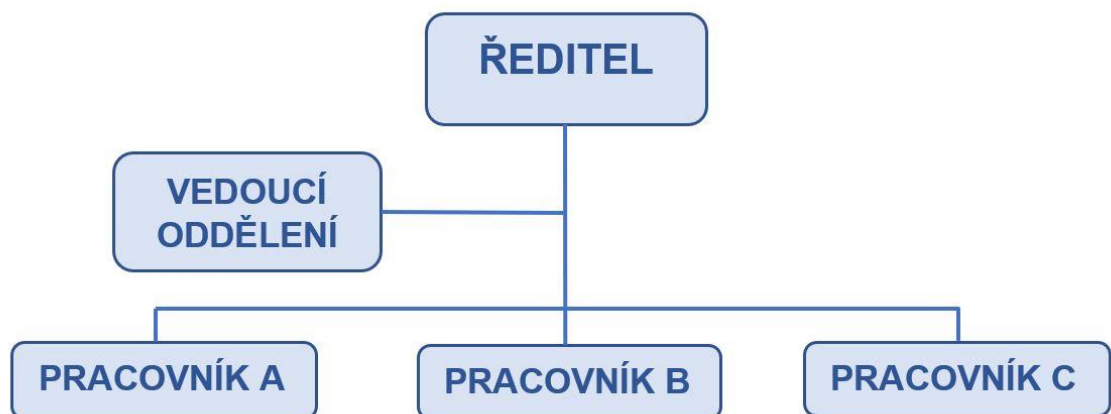 ŘEDITEL
VEDOUCÍ
ODDĚLENÍ
PRACOVNÍK A
PRACOVNÍK B
PRACOVNÍK C